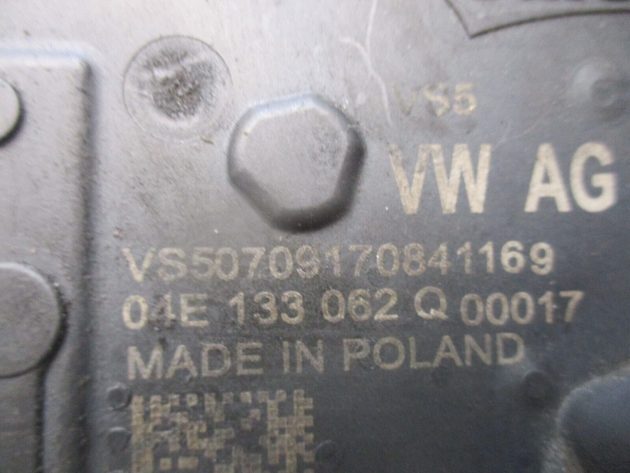 VS5
VW AG
VS50709170841169
04E 133 062 Q 00017
MADE IN POLAND